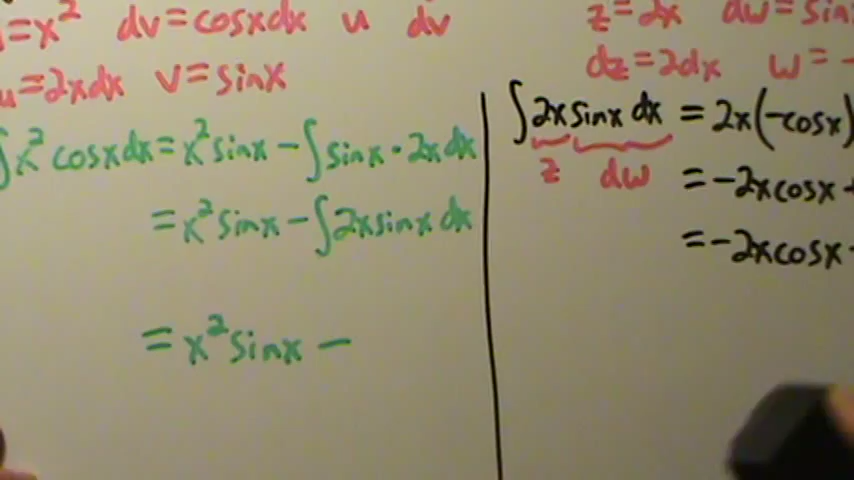 u=x² dv=cosxdx u dv
du=2xdx v=sinx
∫x²cosxdx=x²sinx-∫sinx·2xdx
=x²sinx-∫2xsinxdx
=x²sinx-
z=2x dw=sin
dz=2dx w=-
∫2xsinxdx =2x(-cosx)
z dw
=-2xcosx+
=-2xcosx-